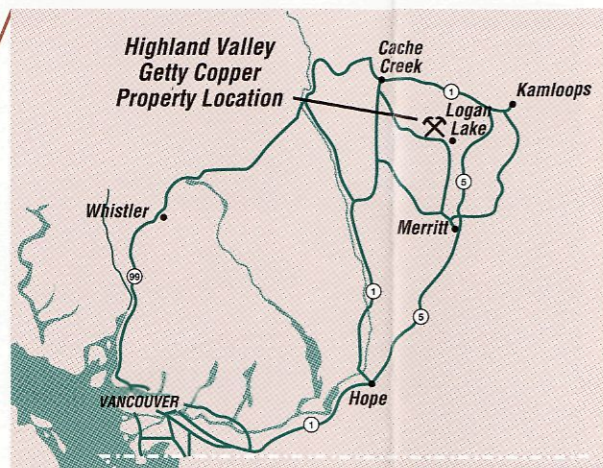 Highland Valley
Getty Copper
Property Location
Cache
Creek
1
Kamloops
Logan
Lake
5
Whistler
Merritt
99
1
5
VANCOUVER
Hope
1